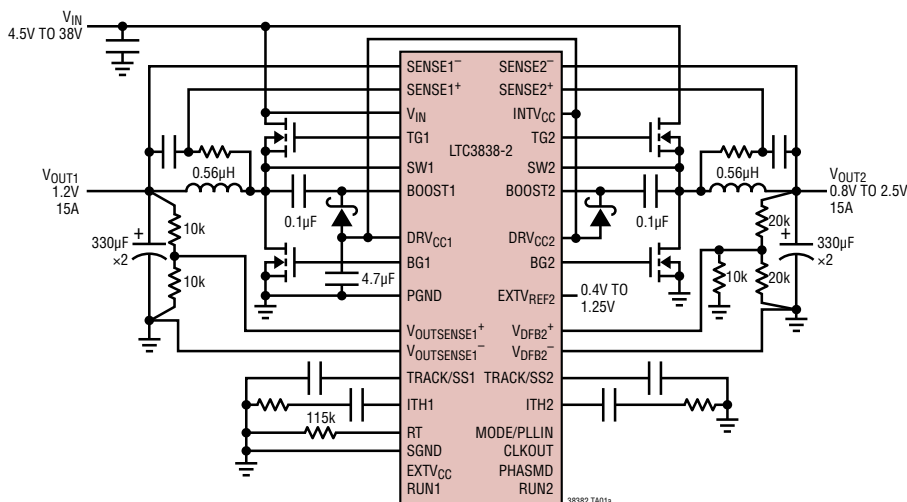 V_IN
4.5V TO 38V
SENSE1⁻
SENSE2⁻
SENSE1⁺
SENSE2⁺
V_IN
INTV_CC
LTC3838-2
TG1
TG2
SW1
SW2
V_OUT1
1.2V
15A
0.56µH
BOOST1
BOOST2
0.56µH
V_OUT2
0.8V TO 2.5V
15A
0.1µF
0.1µF
+
330µF
×2
10k
10k
DRV_CC1
DRV_CC2
20k
20k
10k
+
330µF
×2
4.7µF
BG1
BG2
PGND
EXTV_REF2
0.4V TO
1.25V
V_OUTSENSE1⁺
V_DFB2⁺
V_OUTSENSE1⁻
V_DFB2⁻
TRACK/SS1
TRACK/SS2
ITH1
ITH2
115k
RT
MODE/PLLIN
SGND
CLKOUT
EXTV_CC
PHASMD
RUN1
RUN2
38382 TA01a